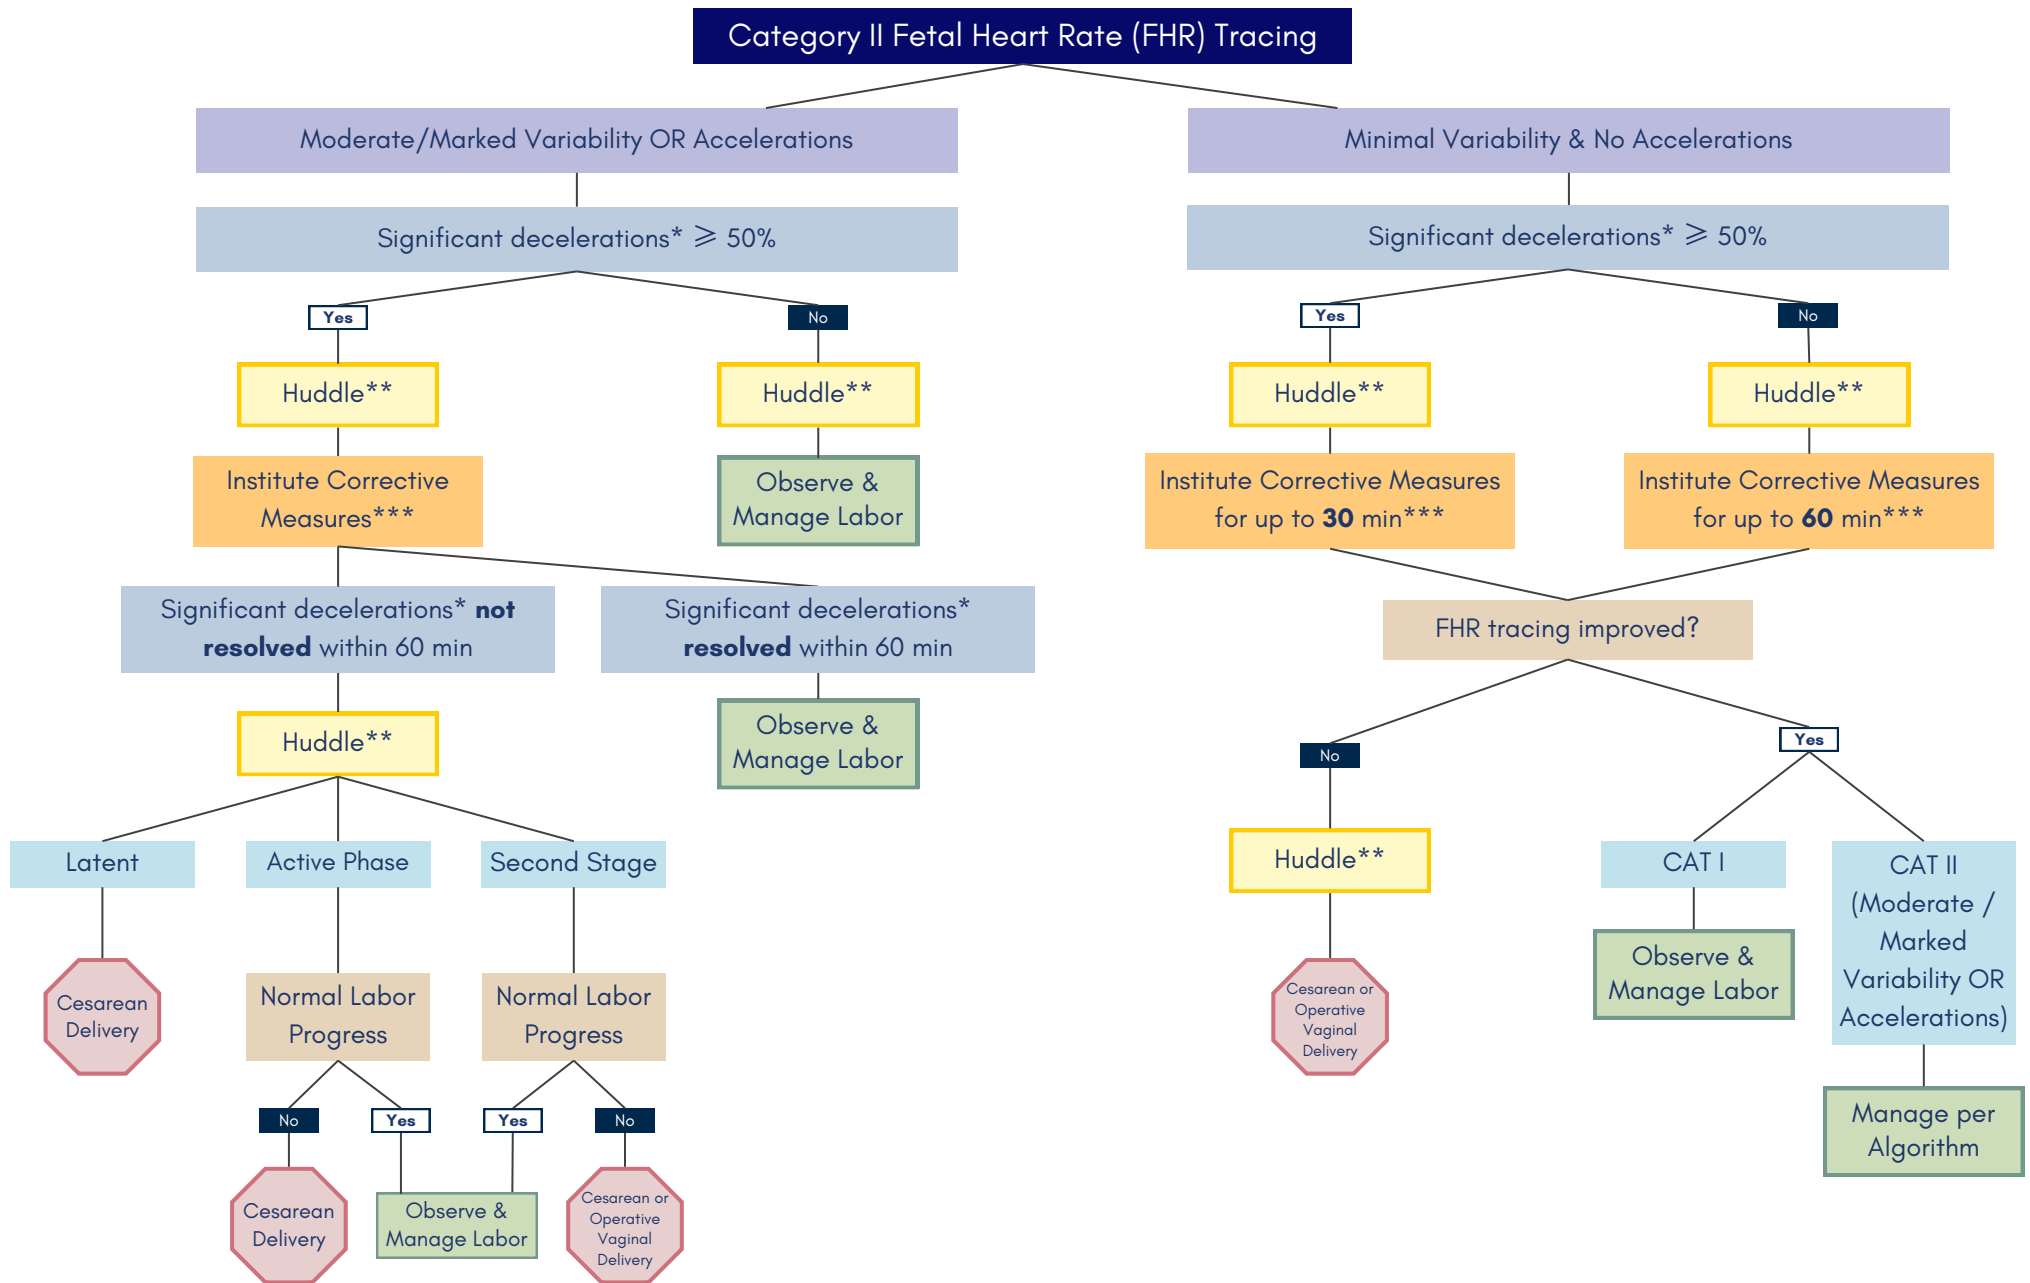 Category II Fetal Heart Rate (FHR) Tracing
Moderate/Marked Variability OR Accelerations
Significant decelerations* ⩾ 50%
Yes
No
Huddle**
Huddle**
Institute Corrective
Measures***
Observe &
Manage Labor
Significant decelerations* not
resolved within 60 min
Significant decelerations*
resolved within 60 min
Huddle**
Observe &
Manage Labor
Latent
Active Phase
Second Stage
Cesarean
Delivery
Normal Labor
Progress
Normal Labor
Progress
No
Yes
Yes
No
Cesarean
Delivery
Observe &
Manage Labor
Cesarean or
Operative
Vaginal
Delivery
Minimal Variability & No Accelerations
Significant decelerations* ⩾ 50%
Yes
No
Huddle**
Huddle**
Institute Corrective Measures
for up to 30 min***
Institute Corrective Measures
for up to 60 min***
FHR tracing improved?
No
Yes
Huddle**
Cesarean or
Operative
Vaginal
Delivery
CAT I
Observe &
Manage Labor
CAT II
(Moderate /
Marked
Variability OR
Accelerations)
Manage per
Algorithm